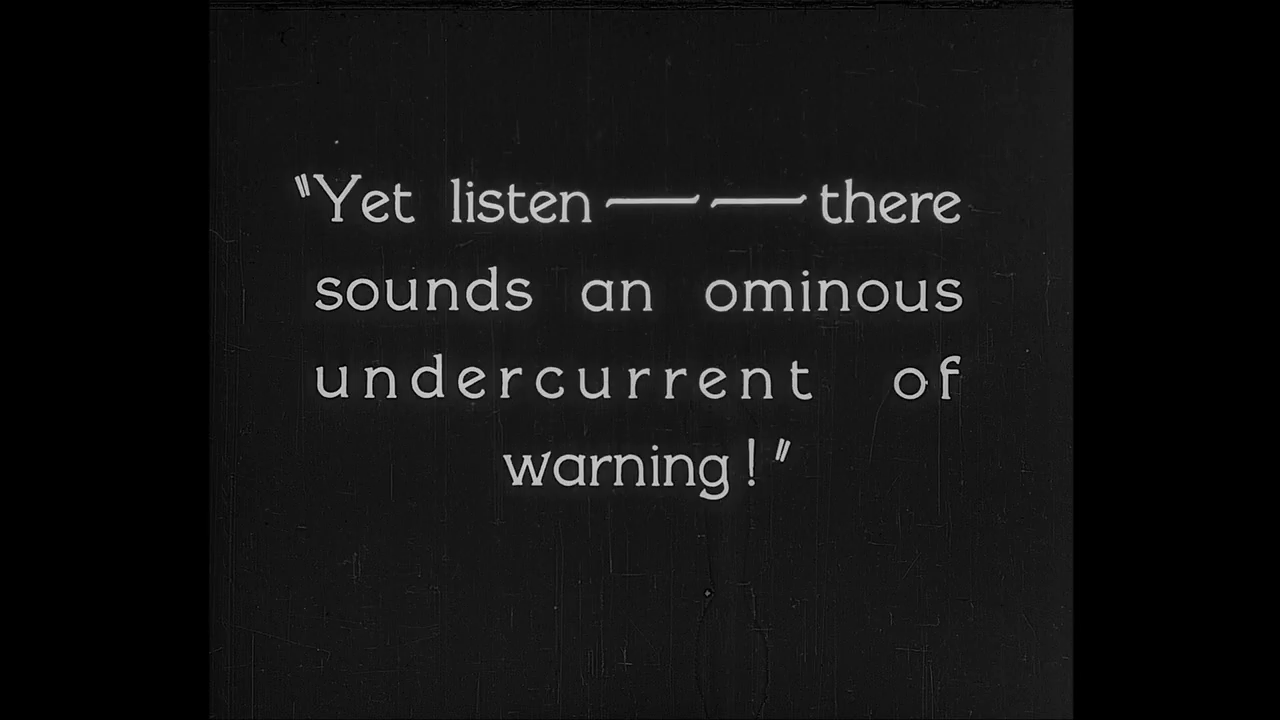 "Yet listen — — there
sounds an ominous
undercurrent of
warning!"